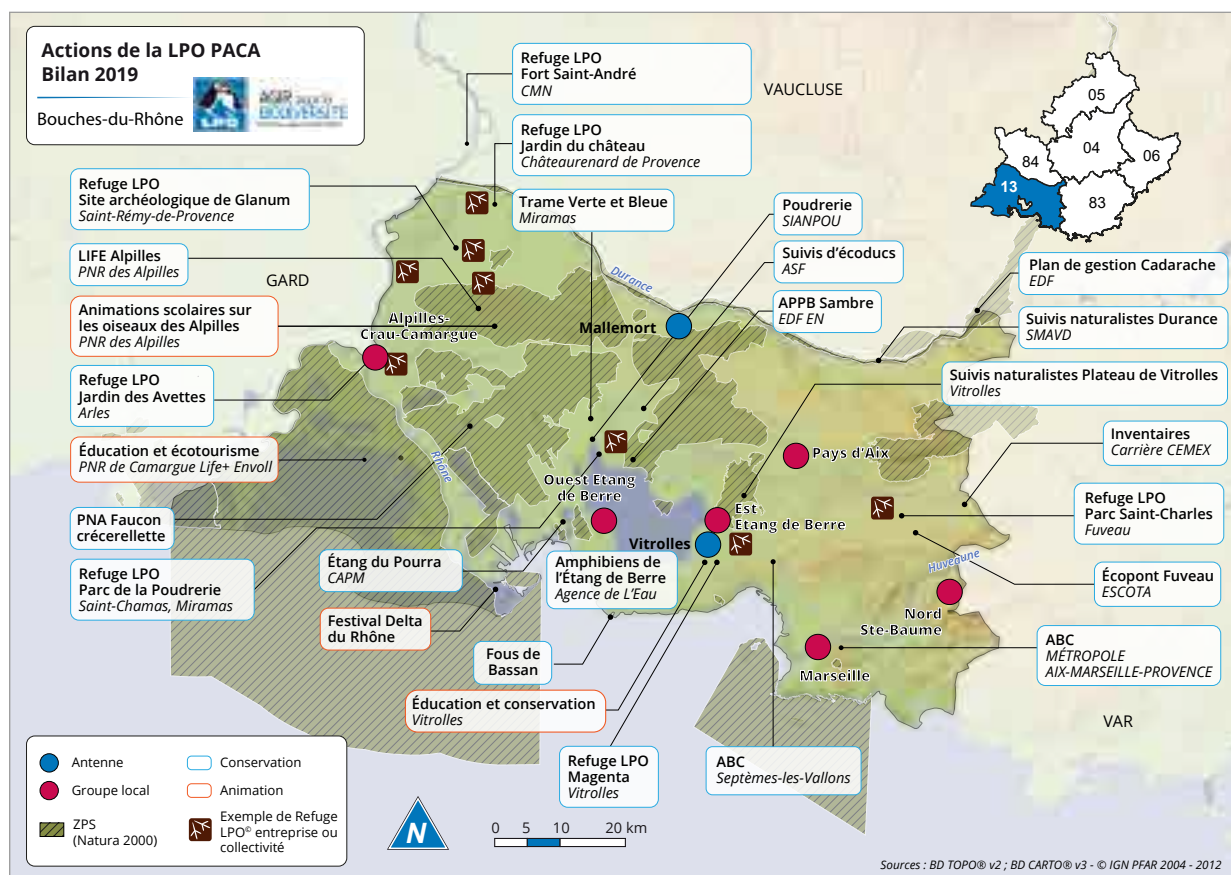 Actions de la LPO PACA
Bilan 2019
Bouches-du-Rhône
LPO
AGIR pour la
BIODIVERSITÉ
Refuge LPO
Fort Saint-André
CMN
VAUCLUSE
Refuge LPO
Jardin du château
Châteaurenard de Provence
05
04
06
84
13
83
Refuge LPO
Site archéologique de Glanum
Saint-Rémy-de-Provence
Trame Verte et Bleue
Miramas
Poudrerie
SIANPOU
LIFE Alpilles
PNR des Alpilles
GARD
Suivis d'écoducs
ASF
Durance
Plan de gestion Cadarache
EDF
Animations scolaires sur
les oiseaux des Alpilles
PNR des Alpilles
Alpilles-
Crau-Camargue
Mallemort
APPB Sambre
EDF EN
Suivis naturalistes Durance
SMAVD
Refuge LPO
Jardin des Avettes
Arles
Suivis naturalistes Plateau de Vitrolles
Vitrolles
Éducation et écotourisme
PNR de Camargue Life+ Envoll
Rhône
Pays d'Aix
Inventaires
Carrière CEMEX
Ouest Etang
de Berre
Est
Etang de Berre
Refuge LPO
Parc Saint-Charles
Fuveau
PNA Faucon
crécerellette
Vitrolles
Huveaune
Refuge LPO
Parc de la Poudrerie
Saint-Chamas, Miramas
Étang du Pourra
CAPM
Amphibiens de
l'Étang de Berre
Agence de L'Eau
Écopont Fuveau
ESCOTA
Festival Delta
du Rhône
Nord
Ste-Baume
Fous de
Bassan
Marseille
ABC
MÉTROPOLE
AIX-MARSEILLE-PROVENCE
Éducation et conservation
Vitrolles
VAR
Refuge LPO
Magenta
Vitrolles
ABC
Septèmes-les-Vallons
Antenne
Conservation
Groupe local
Animation
ZPS
(Natura 2000)
Exemple de Refuge
LPO© entreprise ou
collectivité
N
0 5 10 20 km
Sources : BD TOPO® v2 ; BD CARTO® v3 - © IGN PFAR 2004 - 2012